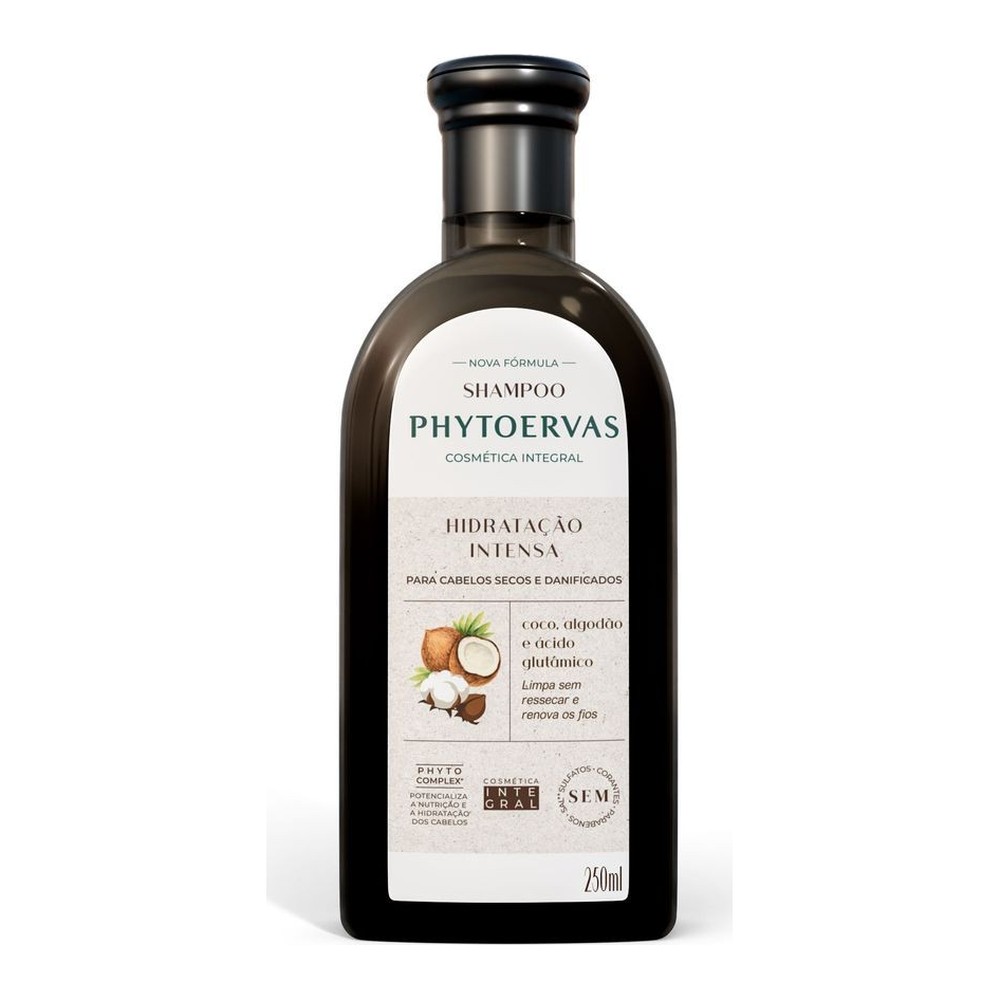 NOVA FÓRMULA
SHAMPOO
PHYTOERVAS
COSMÉTICA INTEGRAL
HIDRATAÇÃO
INTENSA
PARA CABELOS SECOS E DANIFICADOS
coco, algodão
e ácido
glutâmico
Limpa sem
ressecar e
renova os fios
PHYTO
COMPLEX*
POTENCIALIZA
A NUTRIÇÃO E
A HIDRATAÇÃO
DOS CABELOS
COSMÉTICA
INTE
GRAL
SAL** SULFATOS • CORANTES • PARABENOS •
SEM
250ml